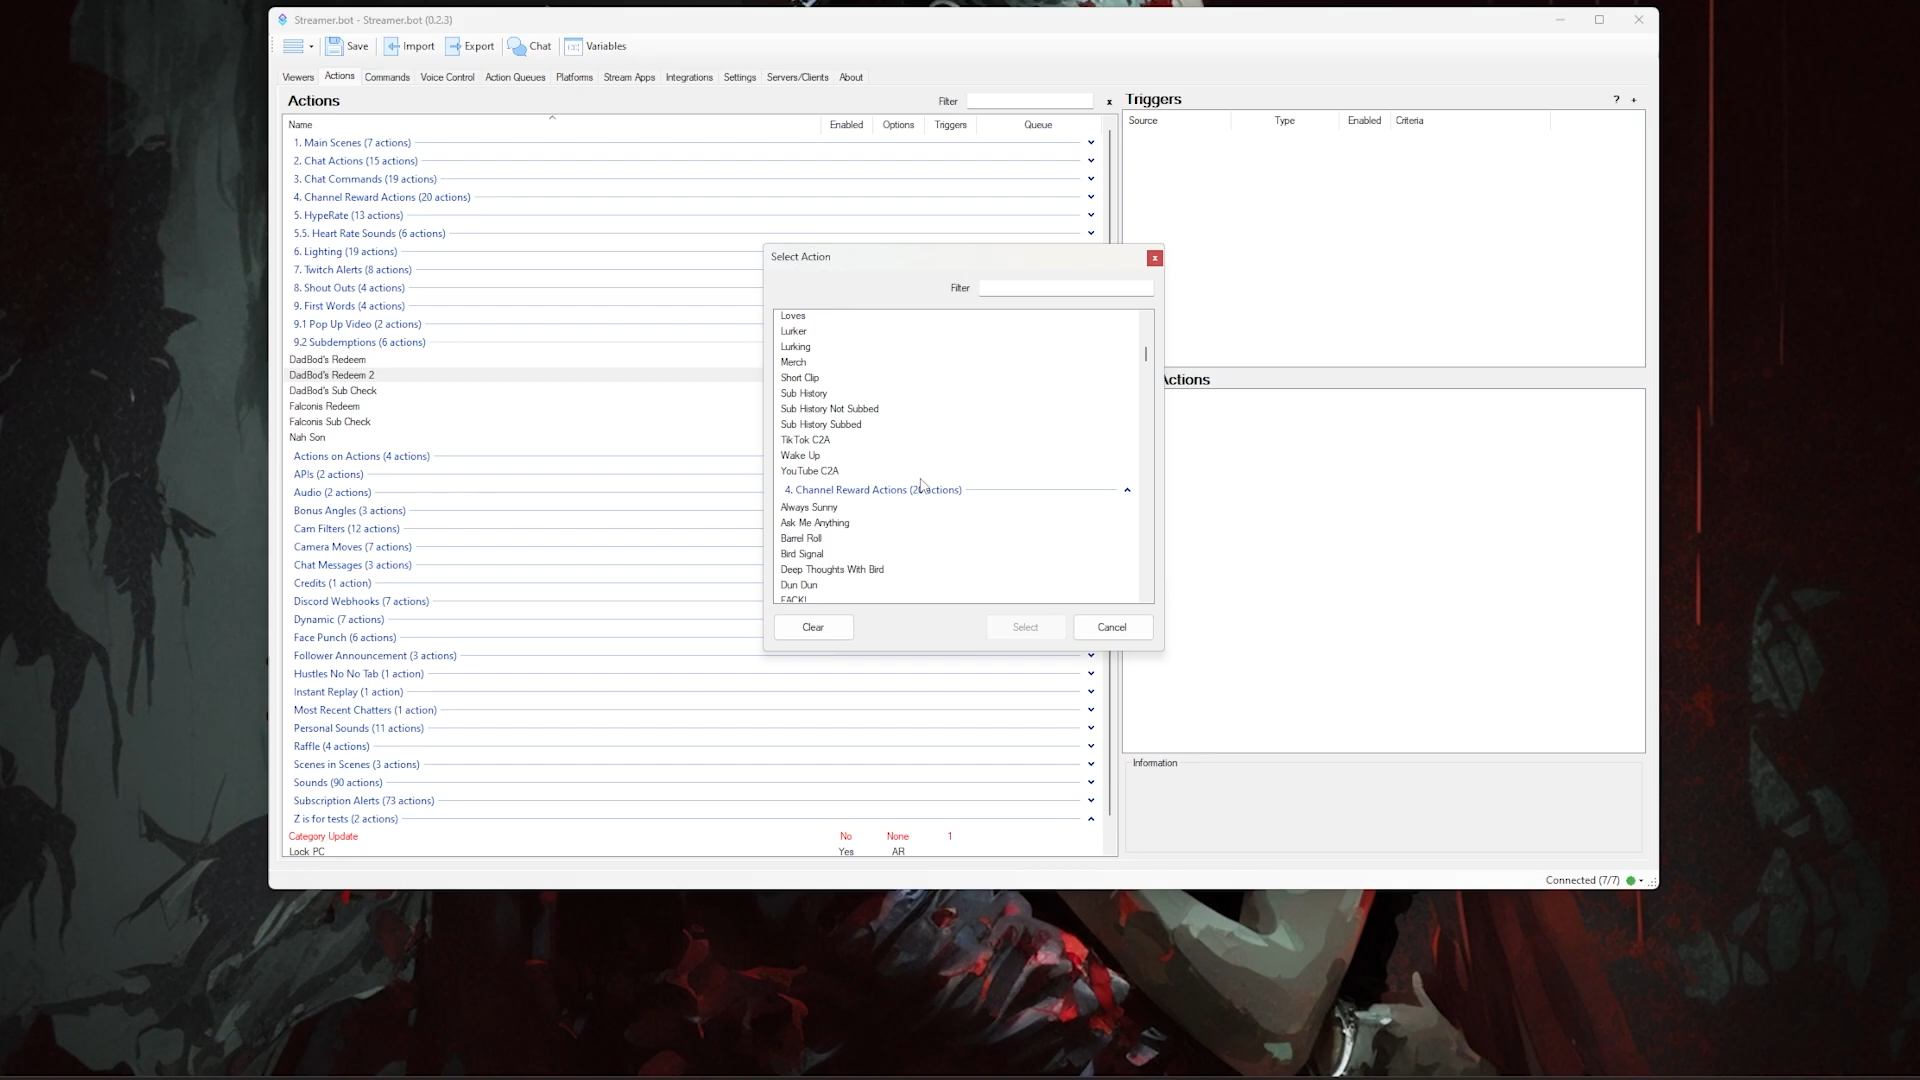 Streamer.bot - Streamer.bot (0.2.3)
Save Import Export Chat Variables
Viewers Actions Commands Voice Control Action Queues Platforms Stream Apps Integrations Settings Servers/Clients About
Actions
Filter
x
Name Enabled Options Triggers Queue
1. Main Scenes (7 actions)
2. Chat Actions (15 actions)
3. Chat Commands (19 actions)
4. Channel Reward Actions (20 actions)
5. HypeRate (13 actions)
5.5. Heart Rate Sounds (6 actions)
6. Lighting (19 actions)
7. Twitch Alerts (8 actions)
8. Shout Outs (4 actions)
9. First Words (4 actions)
9.1 Pop Up Video (2 actions)
9.2 Subdemptions (6 actions)
DadBod's Redeem
DadBod's Redeem 2
DadBod's Sub Check
Falconis Redeem
Falconis Sub Check
Nah Son
Actions on Actions (4 actions)
APIs (2 actions)
Audio (2 actions)
Bonus Angles (3 actions)
Cam Filters (12 actions)
Camera Moves (7 actions)
Chat Messages (3 actions)
Credits (1 action)
Discord Webhooks (7 actions)
Dynamic (7 actions)
Face Punch (6 actions)
Follower Announcement (3 actions)
Hustles No No Tab (1 action)
Instant Replay (1 action)
Most Recent Chatters (1 action)
Personal Sounds (11 actions)
Raffle (4 actions)
Scenes in Scenes (3 actions)
Sounds (90 actions)
Subscription Alerts (73 actions)
Z is for tests (2 actions)
Category Update No None 1
Lock PC Yes AR
Select Action
x
Filter
Loves
Lurker
Lurking
Merch
Short Clip
Sub History
Sub History Not Subbed
Sub History Subbed
TikTok C2A
Wake Up
YouTube C2A
4. Channel Reward Actions (20 actions)
Always Sunny
Ask Me Anything
Barrel Roll
Bird Signal
Deep Thoughts With Bird
Dun Dun
FACK!
Clear Select Cancel
Triggers
? +
Source Type Enabled Criteria
Actions
Information
Connected (7/7)